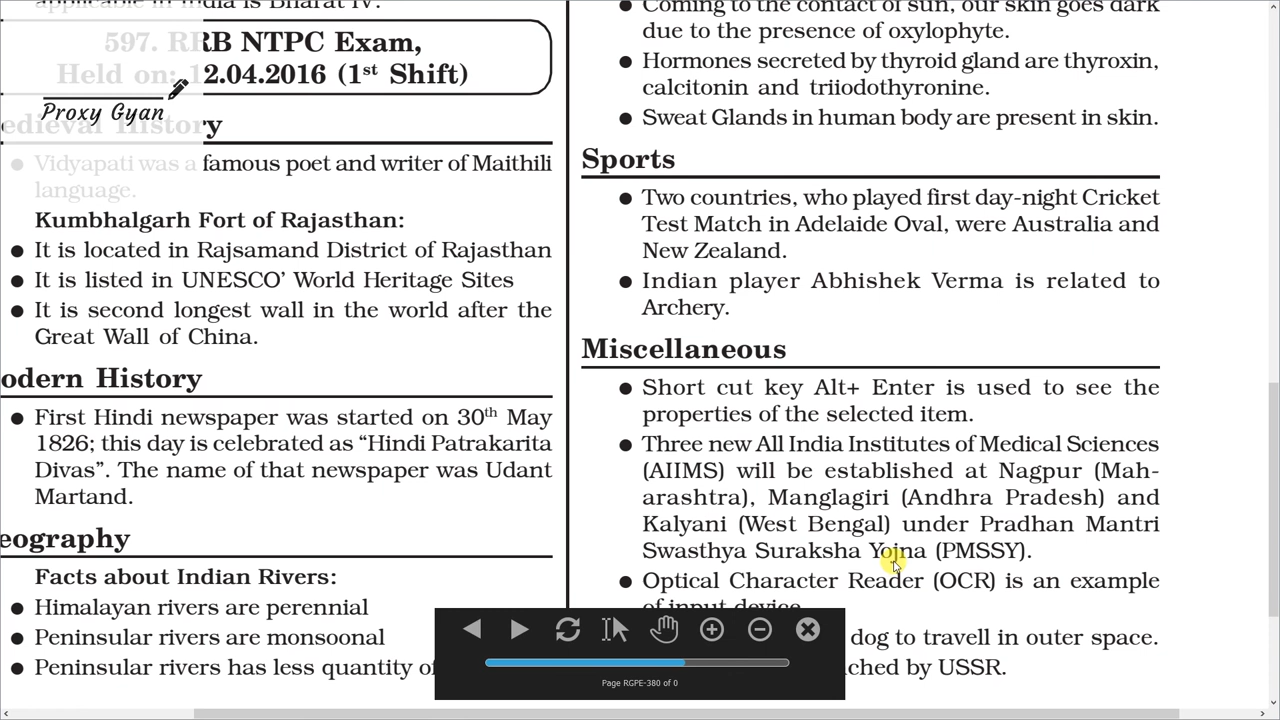 applicable in India is Bharat IV.
597. RRB NTPC Exam,
Held on: 12.04.2016 (1st Shift)
Proxy Gyan
edieval History
Vidyapati was a famous poet and writer of Maithili
language.
Kumbhalgarh Fort of Rajasthan:
● It is located in Rajsamand District of Rajasthan
● It is listed in UNESCO’ World Heritage Sites
● It is second longest wall in the world after the
Great Wall of China.
odern History
● First Hindi newspaper was started on 30th May
1826; this day is celebrated as “Hindi Patrakarita
Divas”. The name of that newspaper was Udant
Martand.
eography
Facts about Indian Rivers:
● Himalayan rivers are perennial
● Peninsular rivers are monsoonal
● Peninsular rivers has less quantity of
● Coming to the contact of sun, our skin goes dark
due to the presence of oxylophyte.
● Hormones secreted by thyroid gland are thyroxin,
calcitonin and triiodothyronine.
● Sweat Glands in human body are present in skin.
Sports
● Two countries, who played first day-night Cricket
Test Match in Adelaide Oval, were Australia and
New Zealand.
● Indian player Abhishek Verma is related to
Archery.
Miscellaneous
● Short cut key Alt+ Enter is used to see the
properties of the selected item.
● Three new All India Institutes of Medical Sciences
(AIIMS) will be established at Nagpur (Mah-
arashtra), Manglagiri (Andhra Pradesh) and
Kalyani (West Bengal) under Pradhan Mantri
Swasthya Suraksha Yojna (PMSSY).
● Optical Character Reader (OCR) is an example
of input device.
dog to travell in outer space.
ched by USSR.
Page RGPE-380 of 0